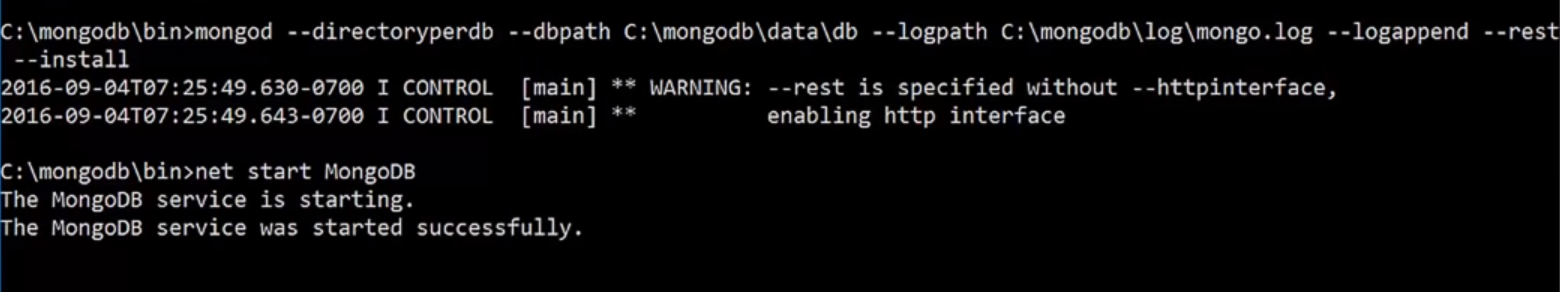 C:\mongodb\bin>mongod --directoryperdb --dbpath C:\mongodb\data\db --logpath C:\mongodb\log\mongo.log --logappend --rest
--install
2016-09-04T07:25:49.630-0700 I CONTROL  [main] ** WARNING: --rest is specified without --httpinterface,
2016-09-04T07:25:49.643-0700 I CONTROL  [main] **          enabling http interface
C:\mongodb\bin>net start MongoDB
The MongoDB service is starting.
The MongoDB service was started successfully.